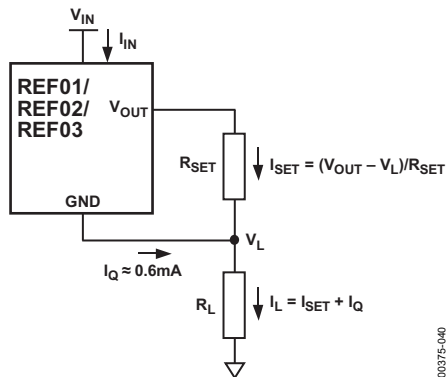 V_IN
I_IN
REF01/
REF02/
REF03
V_OUT
GND
R_SET
I_SET = (V_OUT – V_L)/R_SET
V_L
I_Q ≈ 0.6mA
R_L
I_L = I_SET + I_Q
00375-040